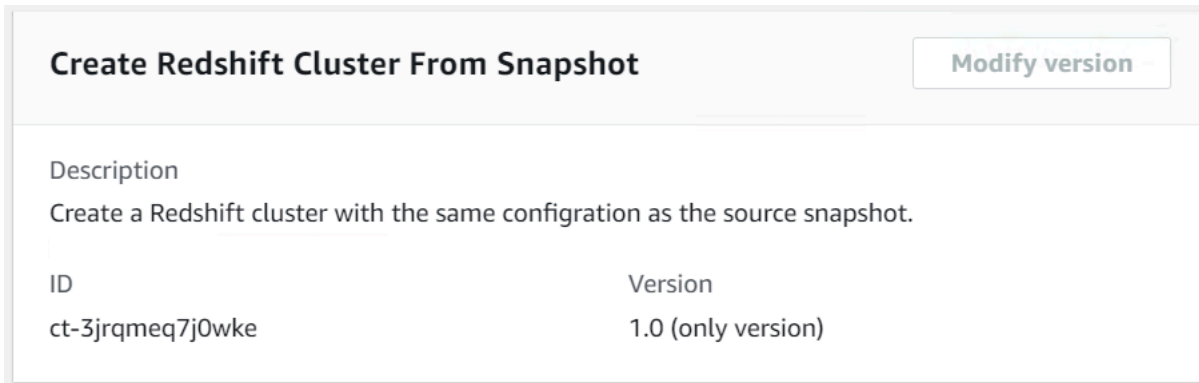 Create Redshift Cluster From Snapshot
Modify version
Description
Create a Redshift cluster with the same configration as the source snapshot.
ID
Version
ct-3jrqmeq7j0wke
1.0 (only version)